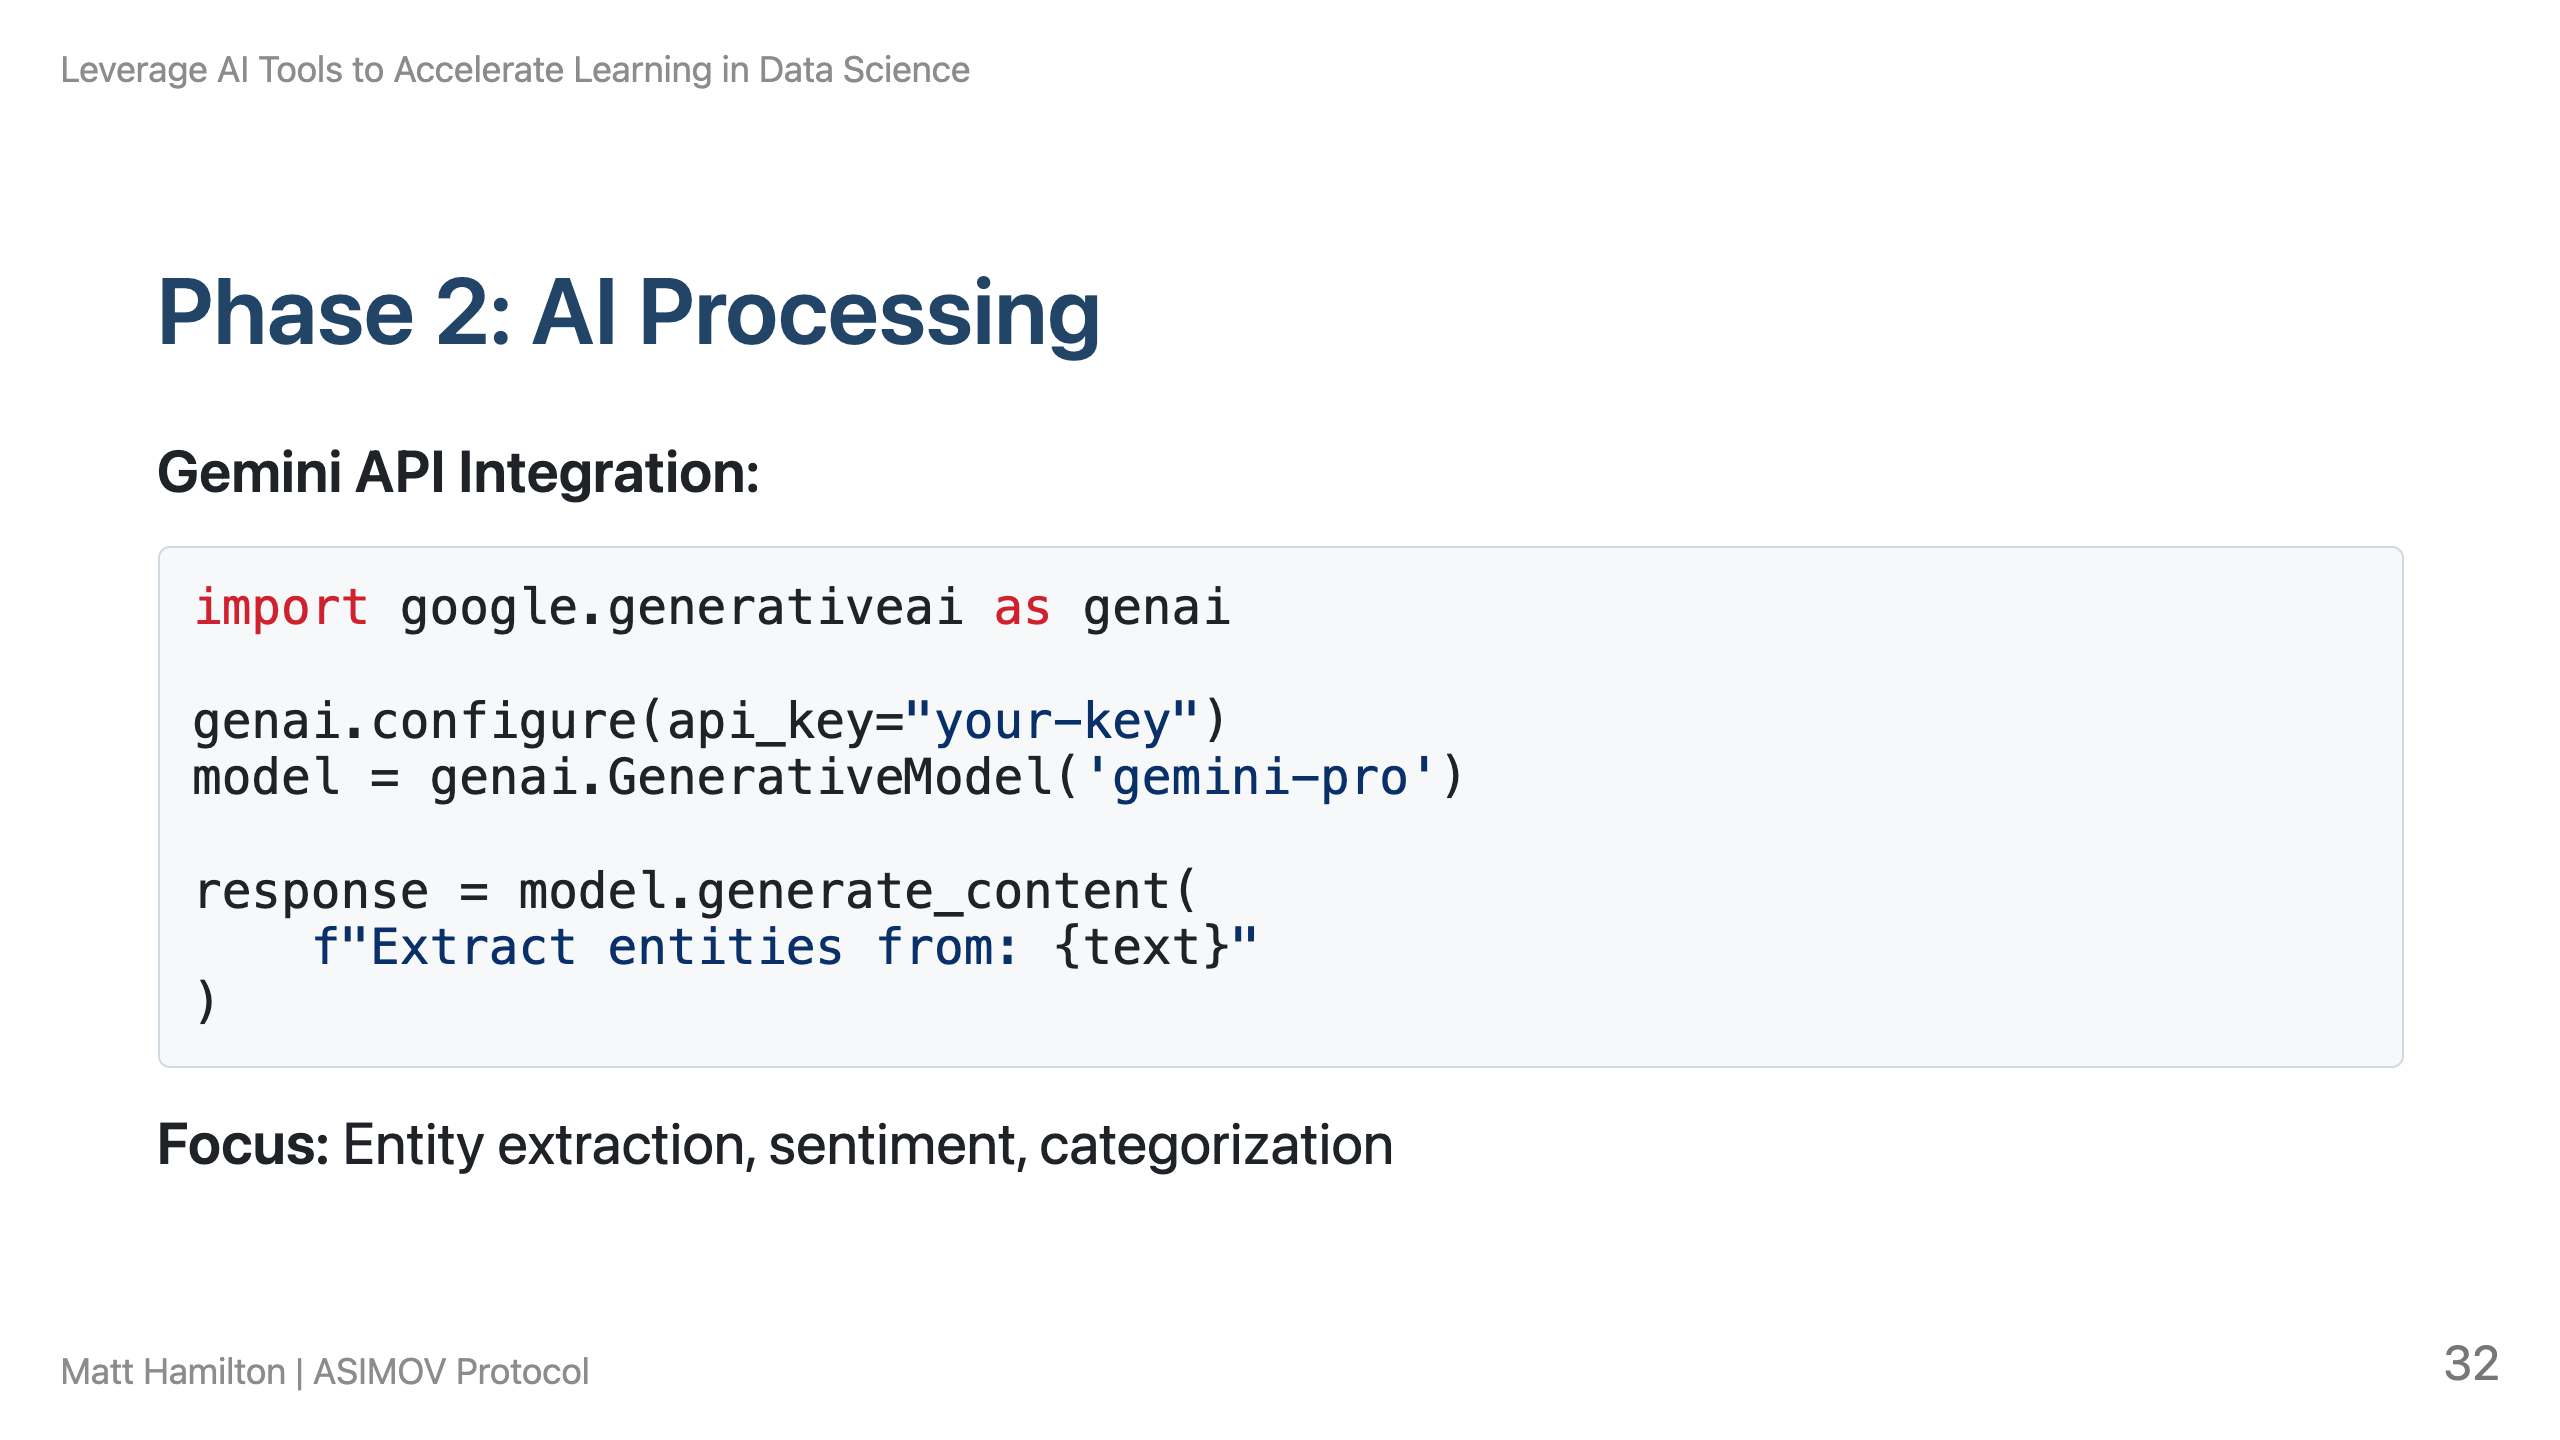 Leverage AI Tools to Accelerate Learning in Data Science
Phase 2: AI Processing
Gemini API Integration:
import google.generativeai as genai
genai.configure(api_key="your-key")
model = genai.GenerativeModel('gemini-pro')
response = model.generate_content(
    f"Extract entities from: {text}"
)
Focus: Entity extraction, sentiment, categorization
Matt Hamilton | ASIMOV Protocol
32